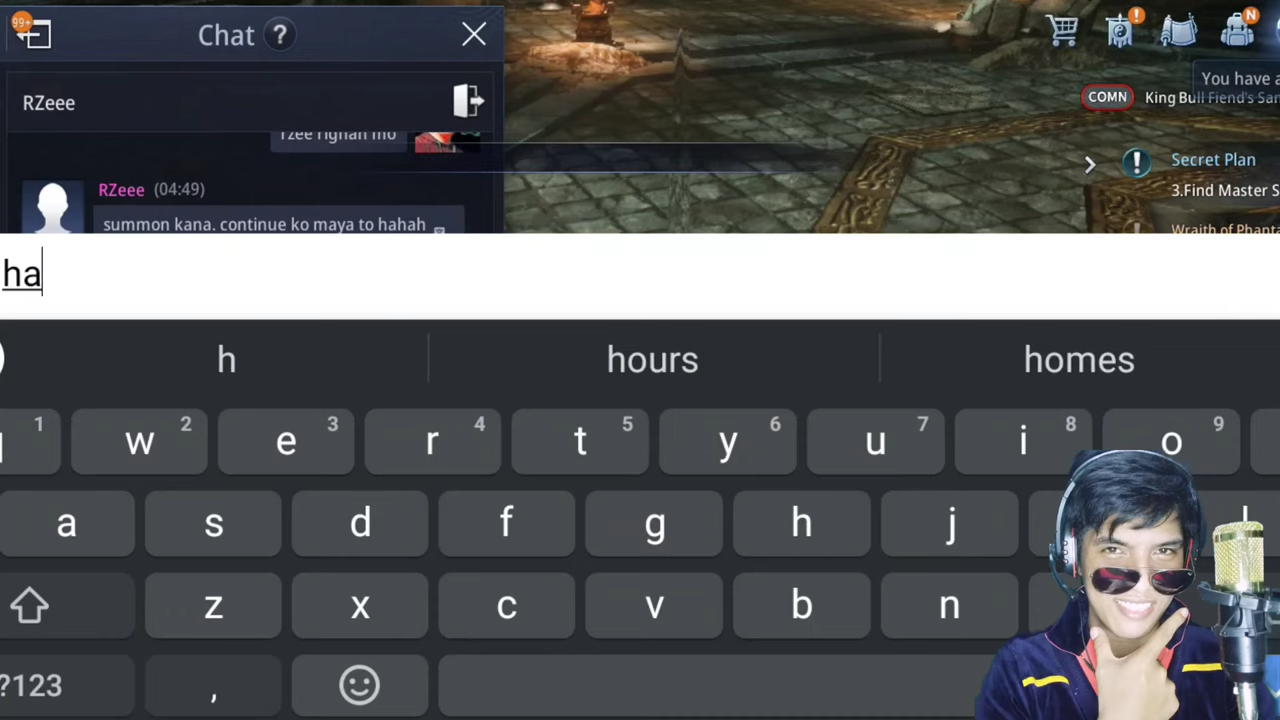 99+
Chat ?
RZeee
rzee righan mo
RZeee (04:49)
summon kana. continue ko maya to hahah
N
You have a
COMN King Bull Fiend's San
Secret Plan
3.Find Master S
Wraith of Phanta
ha
h hours homes
1 2 3 4 5 6 7 8 9
w e r t y u i o
a s d f g h j
z x c v b n
?123 ,